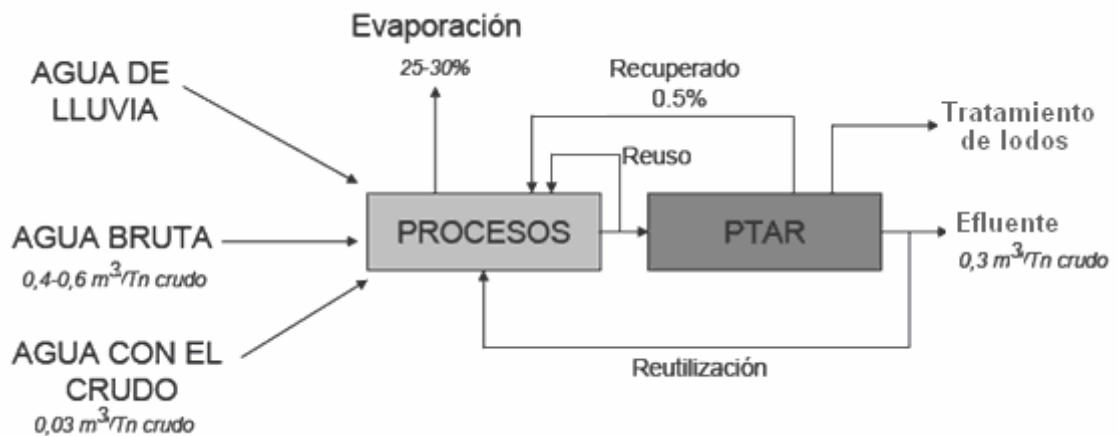 Evaporación
25-30%
AGUA DE
LLUVIA
Recuperado
0.5%
Tratamiento
de lodos
Reuso
PROCESOS
PTAR
AGUA BRUTA
0,4-0,6 m³/Tn crudo
Efluente
0,3 m³/Tn crudo
AGUA CON EL
CRUDO
0,03 m³/Tn crudo
Reutilización